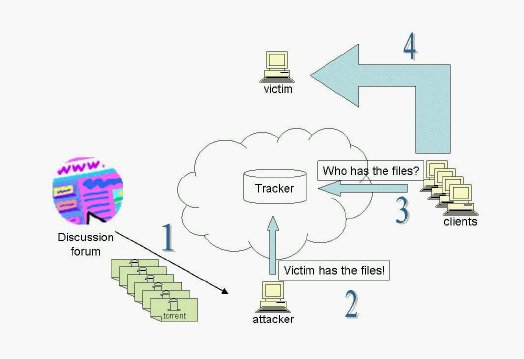 4
victim
www.
Who has the files?
Tracker
3
clients
Discussion
forum
1
Victim has the files!
torrent
attacker
2